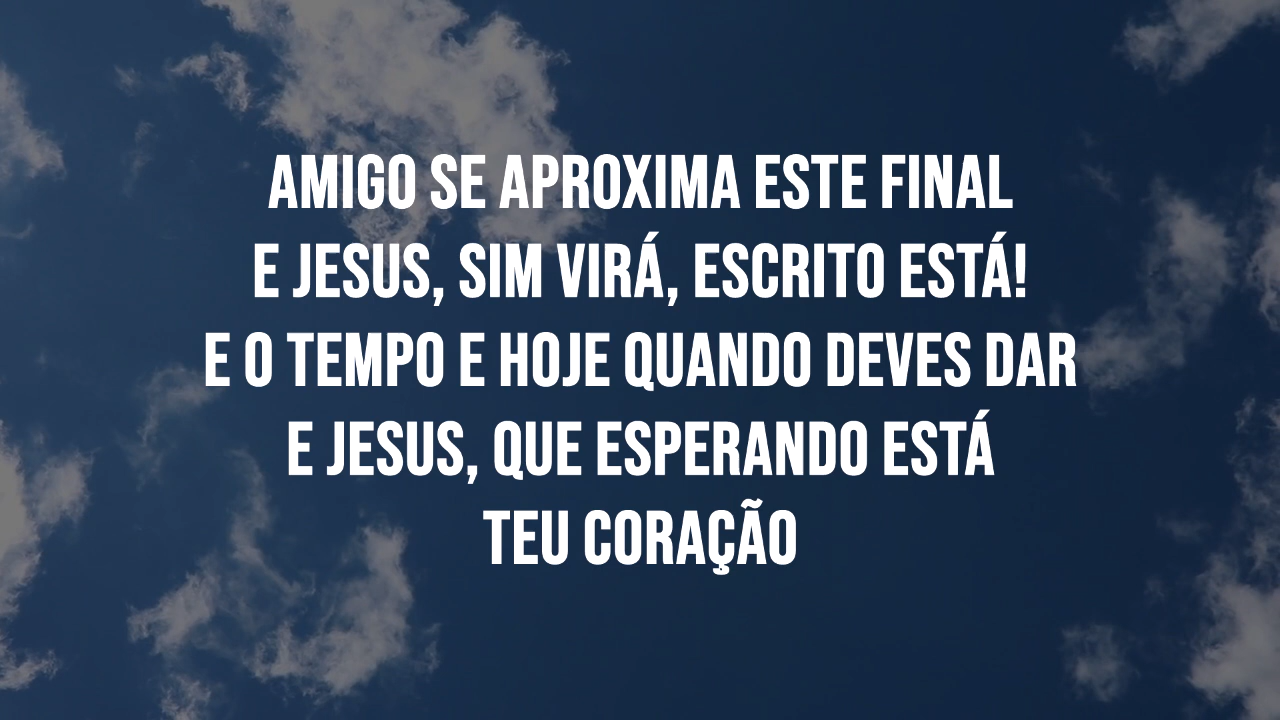 AMIGO SE APROXIMA ESTE FINAL
E JESUS, SIM VIRÁ, ESCRITO ESTÁ!
E O TEMPO E HOJE QUANDO DEVES DAR
E JESUS, QUE ESPERANDO ESTÁ
TEU CORAÇÃO